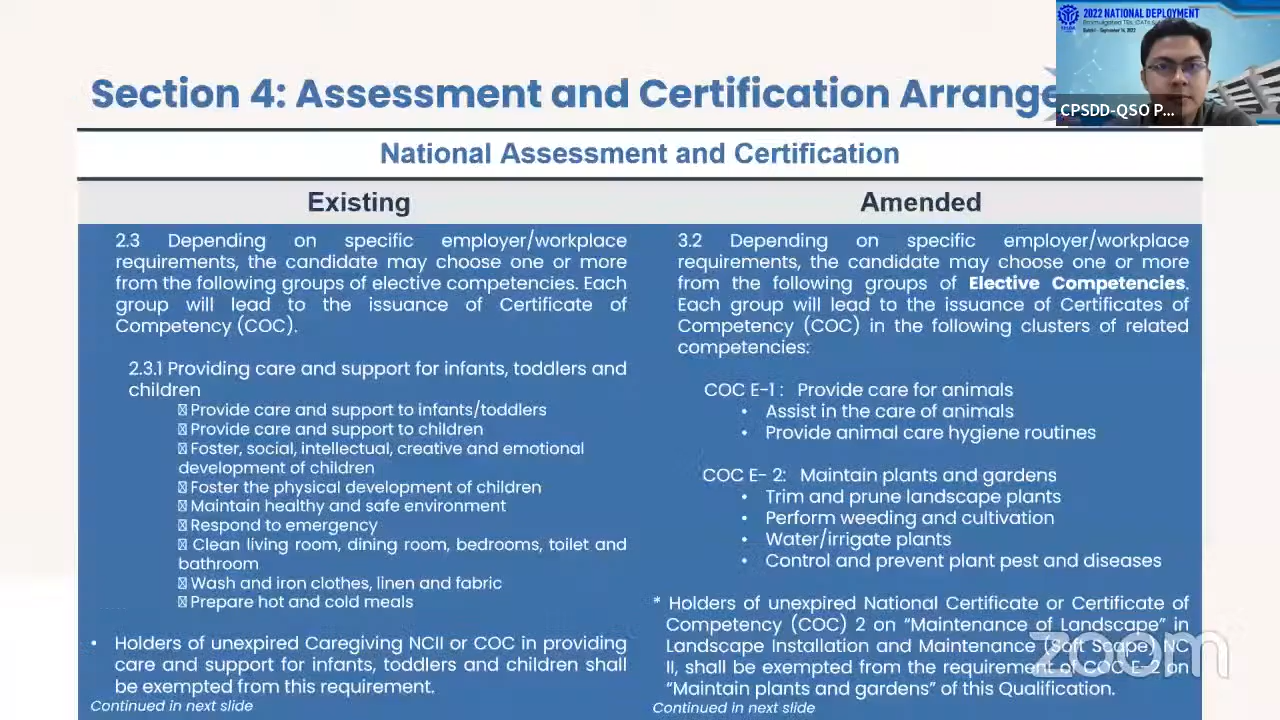 2022 NATIONAL DEPLOYMENT
CPSDD-QSO P...
Section 4: Assessment and Certification Arrange
National Assessment and Certification
Existing
2.3 Depending on specific employer/workplace
requirements, the candidate may choose one or more
from the following groups of elective competencies. Each
group will lead to the issuance of Certificate of
Competency (COC).
2.3.1 Providing care and support for infants, toddlers and
children
Provide care and support to infants/toddlers
Provide care and support to children
Foster, social, intellectual, creative and emotional
development of children
Foster the physical development of children
Maintain healthy and safe environment
Respond to emergency
Clean living room, dining room, bedrooms, toilet and
bathroom
Wash and iron clothes, linen and fabric
Prepare hot and cold meals
• Holders of unexpired Caregiving NCII or COC in providing
care and support for infants, toddlers and children shall
be exempted from this requirement.
Continued in next slide
Amended
3.2 Depending on specific employer/workplace
requirements, the candidate may choose one or more
from the following groups of Elective Competencies.
Each group will lead to the issuance of Certificates of
Competency (COC) in the following clusters of related
competencies:
COC E-1 : Provide care for animals
• Assist in the care of animals
• Provide animal care hygiene routines
COC E- 2: Maintain plants and gardens
• Trim and prune landscape plants
• Perform weeding and cultivation
• Water/irrigate plants
• Control and prevent plant pest and diseases
* Holders of unexpired National Certificate or Certificate of
Competency (COC) 2 on “Maintenance of Landscape” in
Landscape Installation and Maintenance (Soft Scape) NC
II, shall be exempted from the requirement of COC E-2 on
“Maintain plants and gardens” of this Qualification.
Continued in next slide
zoom